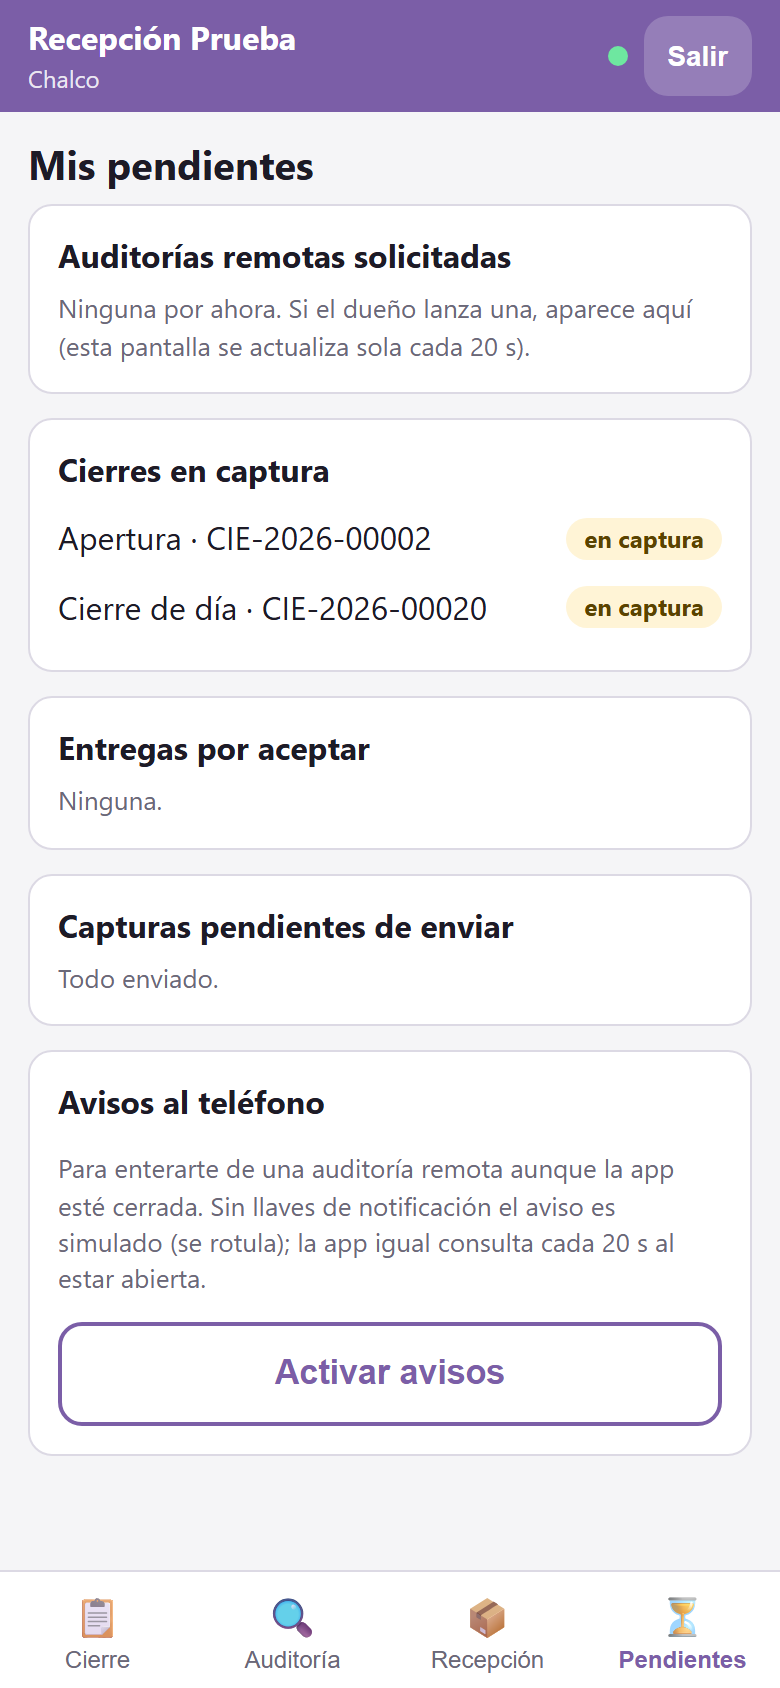 Recepción Prueba
Chalco
Salir
Mis pendientes
Auditorías remotas solicitadas
Ninguna por ahora. Si el dueño lanza una, aparece aquí
(esta pantalla se actualiza sola cada 20 s).
Cierres en captura
Apertura · CIE-2026-00002
en captura
Cierre de día · CIE-2026-00020
en captura
Entregas por aceptar
Ninguna.
Capturas pendientes de enviar
Todo enviado.
Avisos al teléfono
Para enterarte de una auditoría remota aunque la app
esté cerrada. Sin llaves de notificación el aviso es
simulado (se rotula); la app igual consulta cada 20 s al
estar abierta.
Activar avisos
Cierre
Auditoría
Recepción
Pendientes